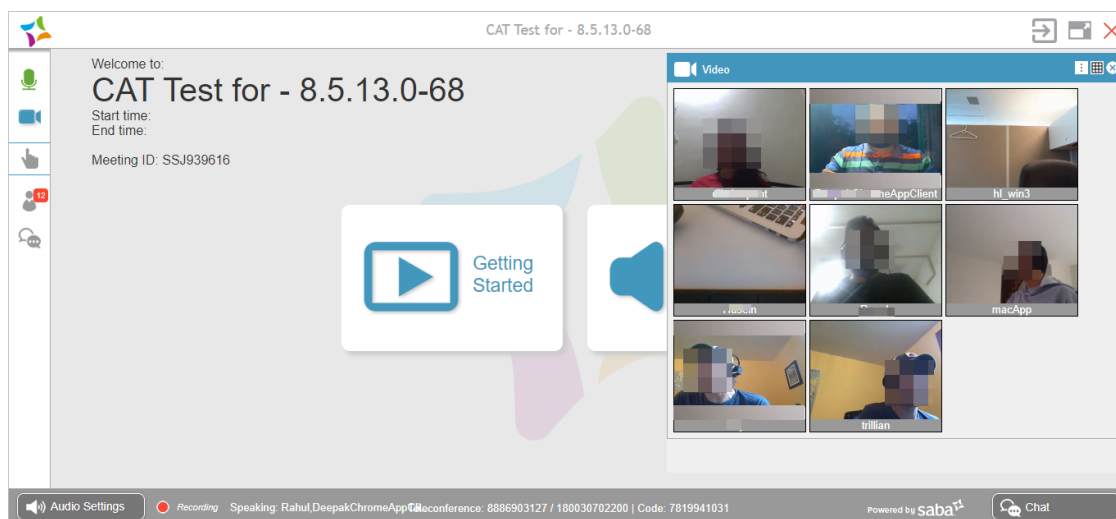 CAT Test for - 8.5.13.0-68
Welcome to:
CAT Test for - 8.5.13.0-68
Start time:
End time:
Meeting ID: SSJ939616
12
Getting
Started
Video
neAppClient
hl_win3
macApp
trillian
Audio Settings
Recording
Speaking: Rahul,DeepakChromeApp
Teleconference: 8886903127 / 180030702200 | Code: 7819941031
Powered by saba
Chat